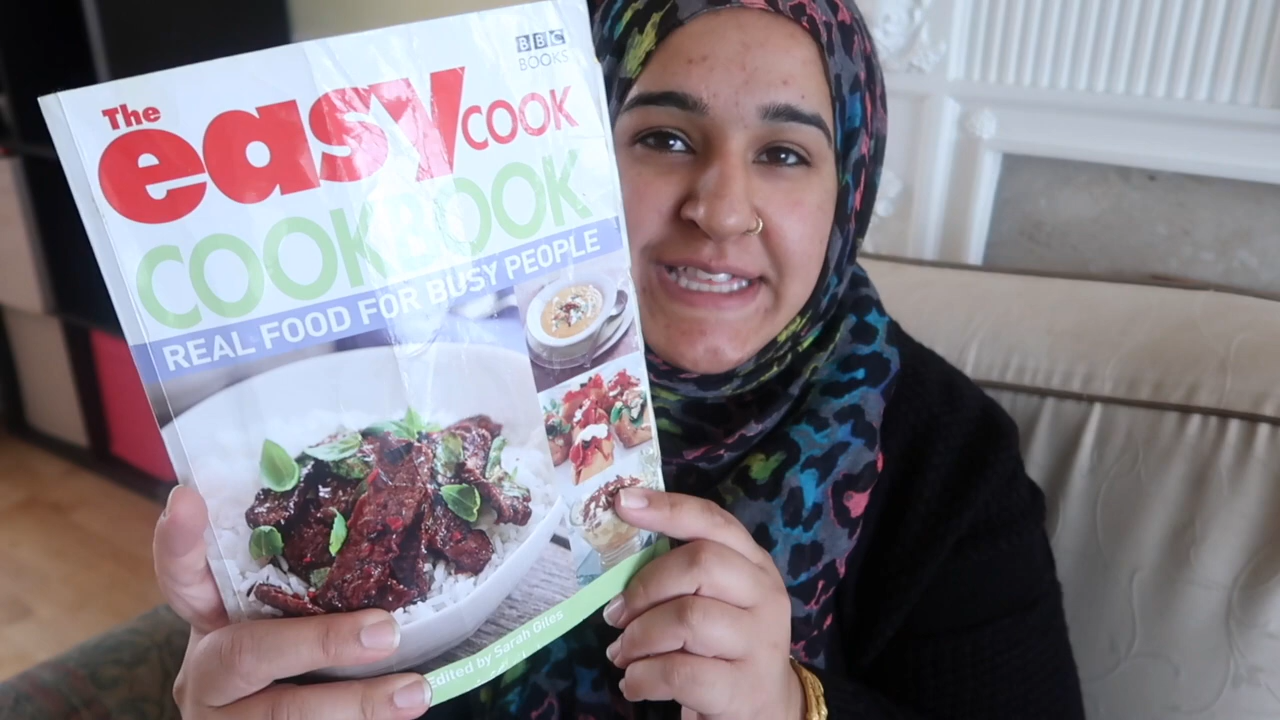 BBC
BOOKS
The
easy COOK
COOKBOOK
REAL FOOD FOR BUSY PEOPLE
Edited by Sarah Giles